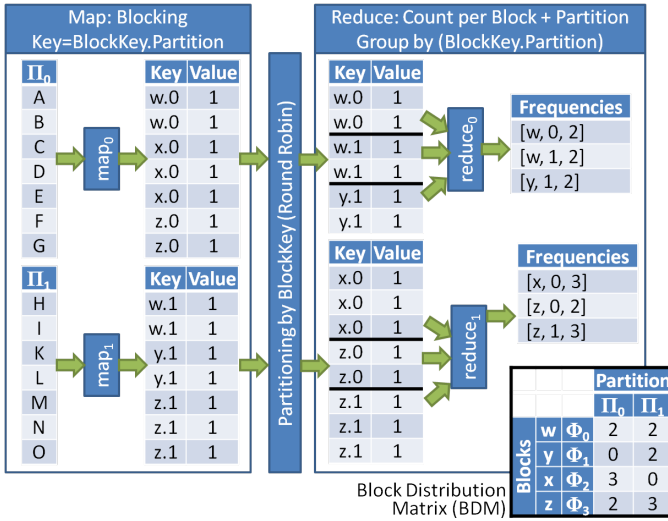 Map: Blocking
Key=BlockKey.Partition
Π0
A
B
C
D
E
F
G
map0
Key Value
w.0 1
w.0 1
x.0 1
x.0 1
x.0 1
z.0 1
z.0 1
Π1
H
I
K
L
M
N
O
map1
Key Value
w.1 1
w.1 1
y.1 1
y.1 1
z.1 1
z.1 1
z.1 1
Partitioning by BlockKey (Round Robin)
Reduce: Count per Block + Partition
Group by (BlockKey.Partition)
Key Value
w.0 1
w.0 1
w.1 1
w.1 1
y.1 1
y.1 1
reduce0
Frequencies
[w, 0, 2]
[w, 1, 2]
[y, 1, 2]
x.0 1
x.0 1
x.0 1
z.0 1
z.0 1
z.1 1
z.1 1
z.1 1
reduce1
Frequencies
[x, 0, 3]
[z, 0, 2]
[z, 1, 3]
Block Distribution
Matrix (BDM)
Partition
Π0 Π1
Blocks
w Φ0 2 2
y Φ1 0 2
x Φ2 3 0
z Φ3 2 3